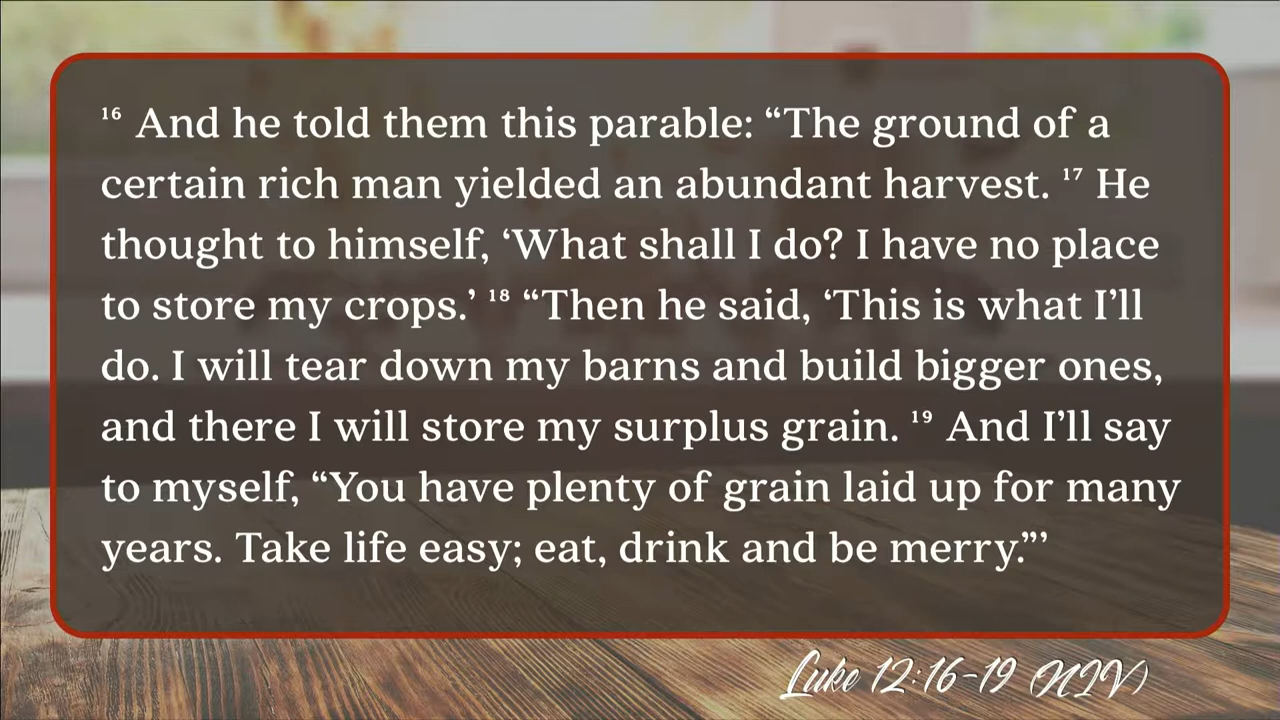 ¹⁶ And he told them this parable: “The ground of a
certain rich man yielded an abundant harvest. ¹⁷ He
thought to himself, ‘What shall I do? I have no place
to store my crops.’ ¹⁸ “Then he said, ‘This is what I’ll
do. I will tear down my barns and build bigger ones,
and there I will store my surplus grain. ¹⁹ And I’ll say
to myself, “You have plenty of grain laid up for many
years. Take life easy; eat, drink and be merry.”’
Luke 12:16-19 (NIV)